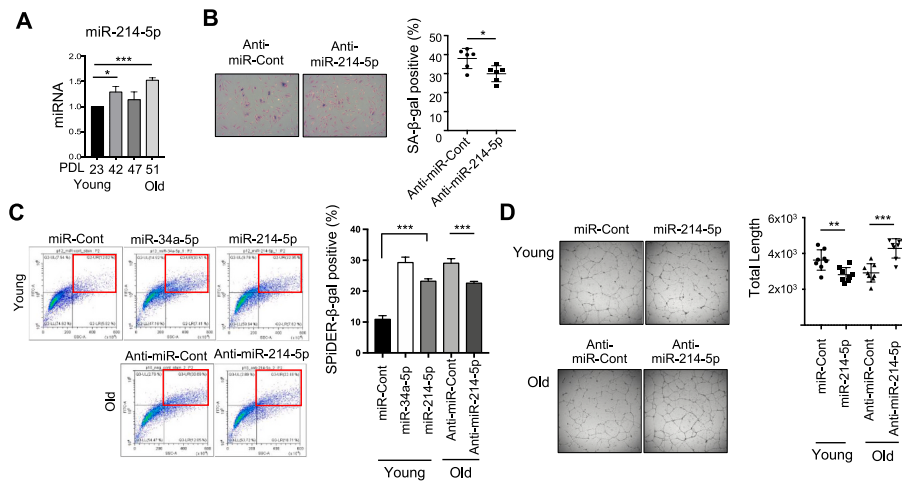 A
miR-214-5p
miRNA
2.0
1.5
1.0
0.5
0.0
***
*
PDL 23 42 47 51
Young Old
B
Anti-
miR-Cont
Anti-
miR-214-5p
SA-β-gal positive (%)
50
40
30
20
10
0
*
Anti-miR-Cont
Anti-miR-214-5p
C
miR-Cont
miR-34a-5p
miR-214-5p
Young
Anti-miR-Cont
Anti-miR-214-5p
Old
SSC-A
SSC-A
SSC-A
SSC-A
SSC-A
SPiDER-β-gal positive (%)
40
30
20
10
0
***
***
miR-Cont
miR-34a-5p
miR-214-5p
Anti-miR-Cont
Anti-miR-214-5p
Young
Old
D
miR-Cont
miR-214-5p
Young
Anti-
miR-Cont
Anti-
miR-214-5p
Old
Total Length
6x10³
4x10³
2x10³
**
***
miR-Cont
miR-214-5p
Anti-miR-Cont
Anti-miR-214-5p
Young
Old